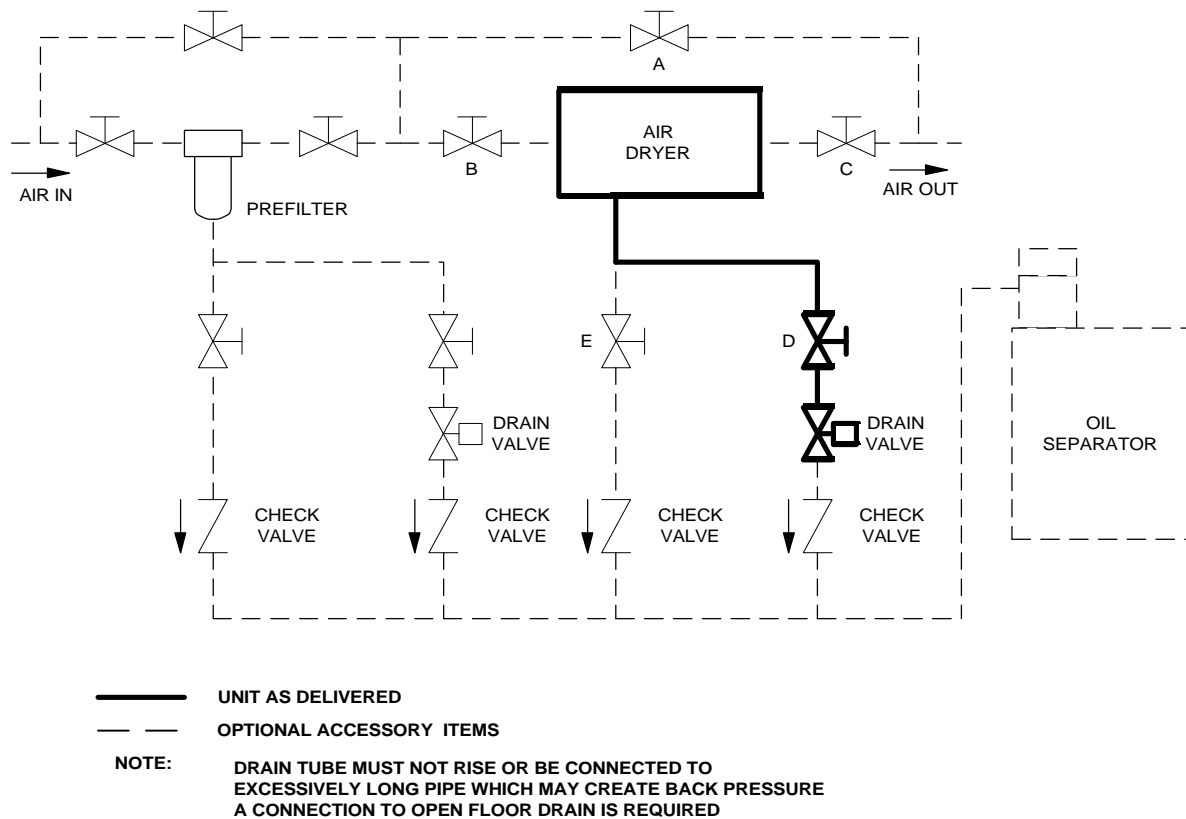 A
AIR
DRYER
B
C
AIR IN
AIR OUT
PREFILTER
E
D
DRAIN
VALVE
DRAIN
VALVE
OIL
SEPARATOR
CHECK
VALVE
CHECK
VALVE
CHECK
VALVE
CHECK
VALVE
UNIT AS DELIVERED
OPTIONAL ACCESSORY ITEMS
NOTE:
DRAIN TUBE MUST NOT RISE OR BE CONNECTED TO
EXCESSIVELY LONG PIPE WHICH MAY CREATE BACK PRESSURE
A CONNECTION TO OPEN FLOOR DRAIN IS REQUIRED